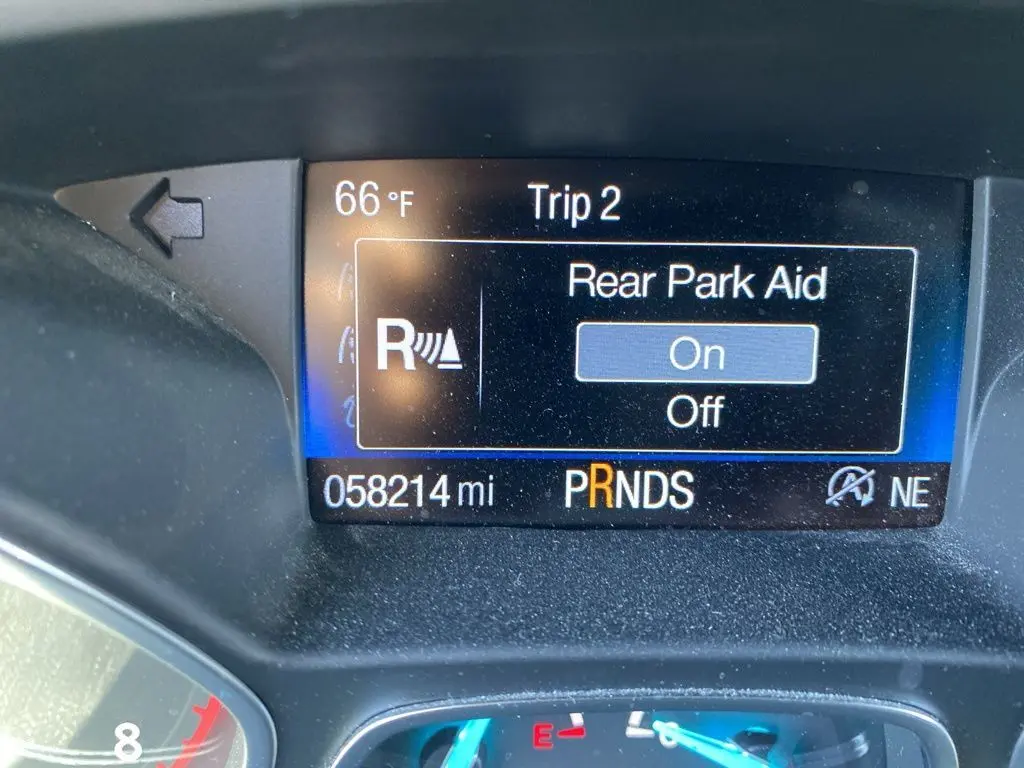 66 °F Trip 2
Rear Park Aid
R
On
Off
058214 mi PRNDS NE
8
E